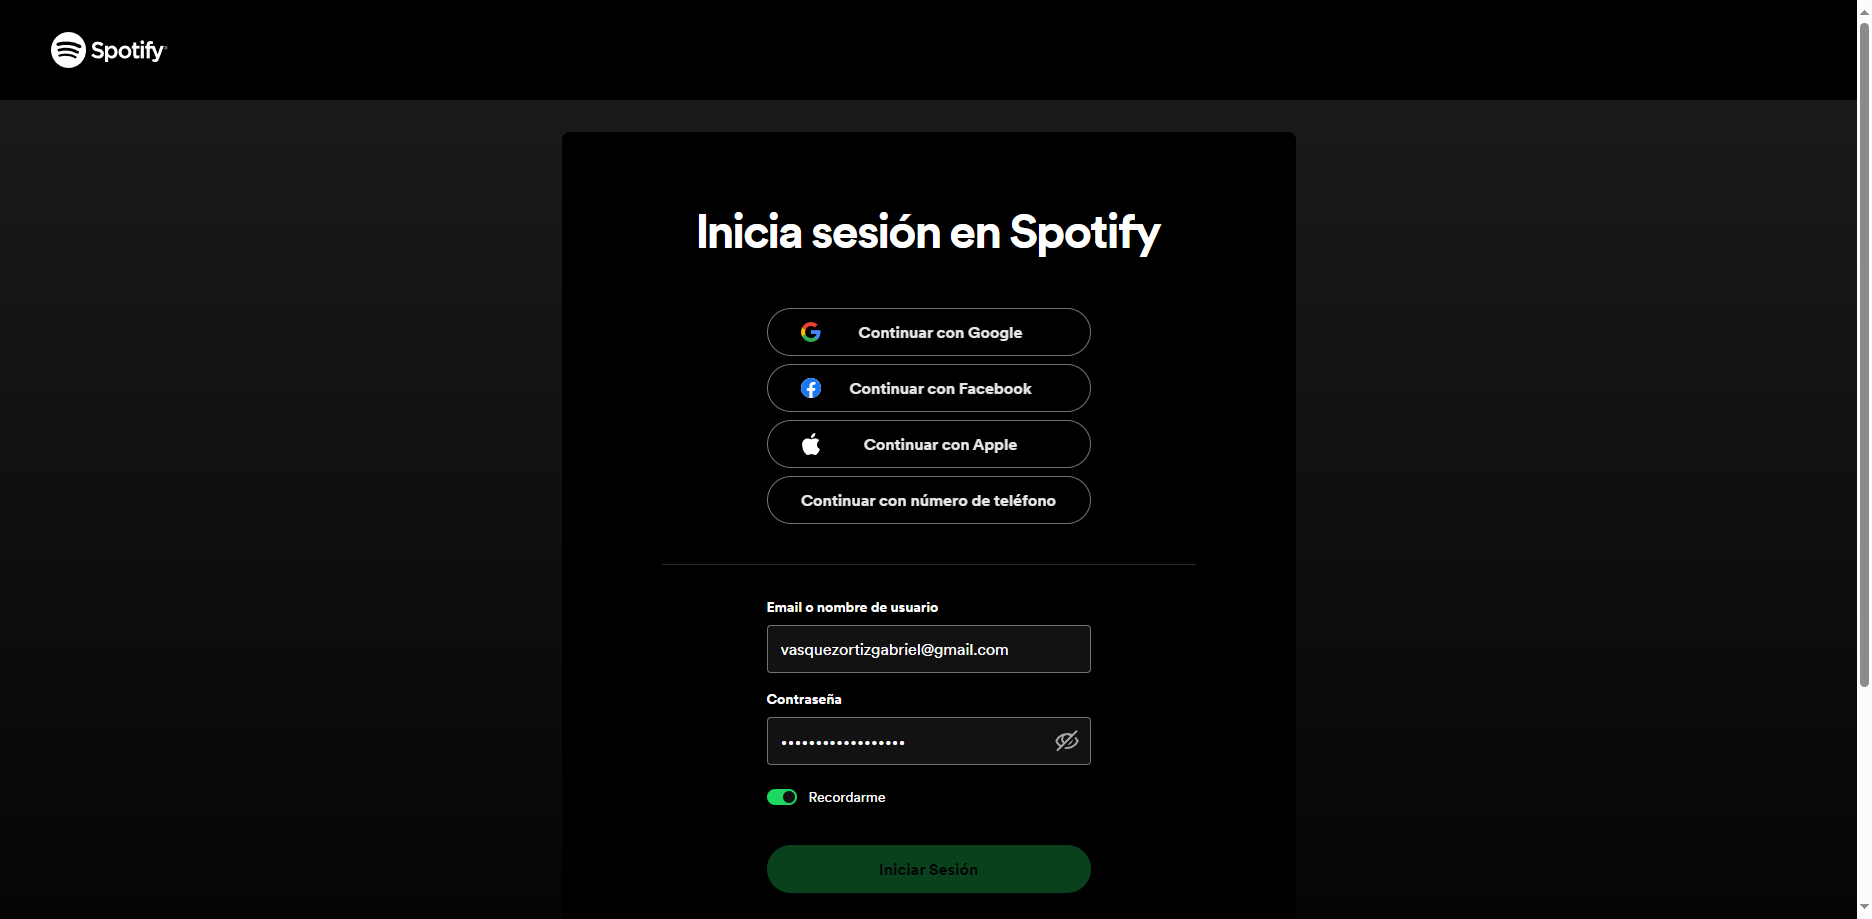 Spotify
Inicia sesión en Spotify
Continuar con Google
Continuar con Facebook
Continuar con Apple
Continuar con número de teléfono
Email o nombre de usuario
vasquezortizgabriel@gmail.com
Contraseña
••••••••••••••••••
Recordarme
Iniciar Sesión